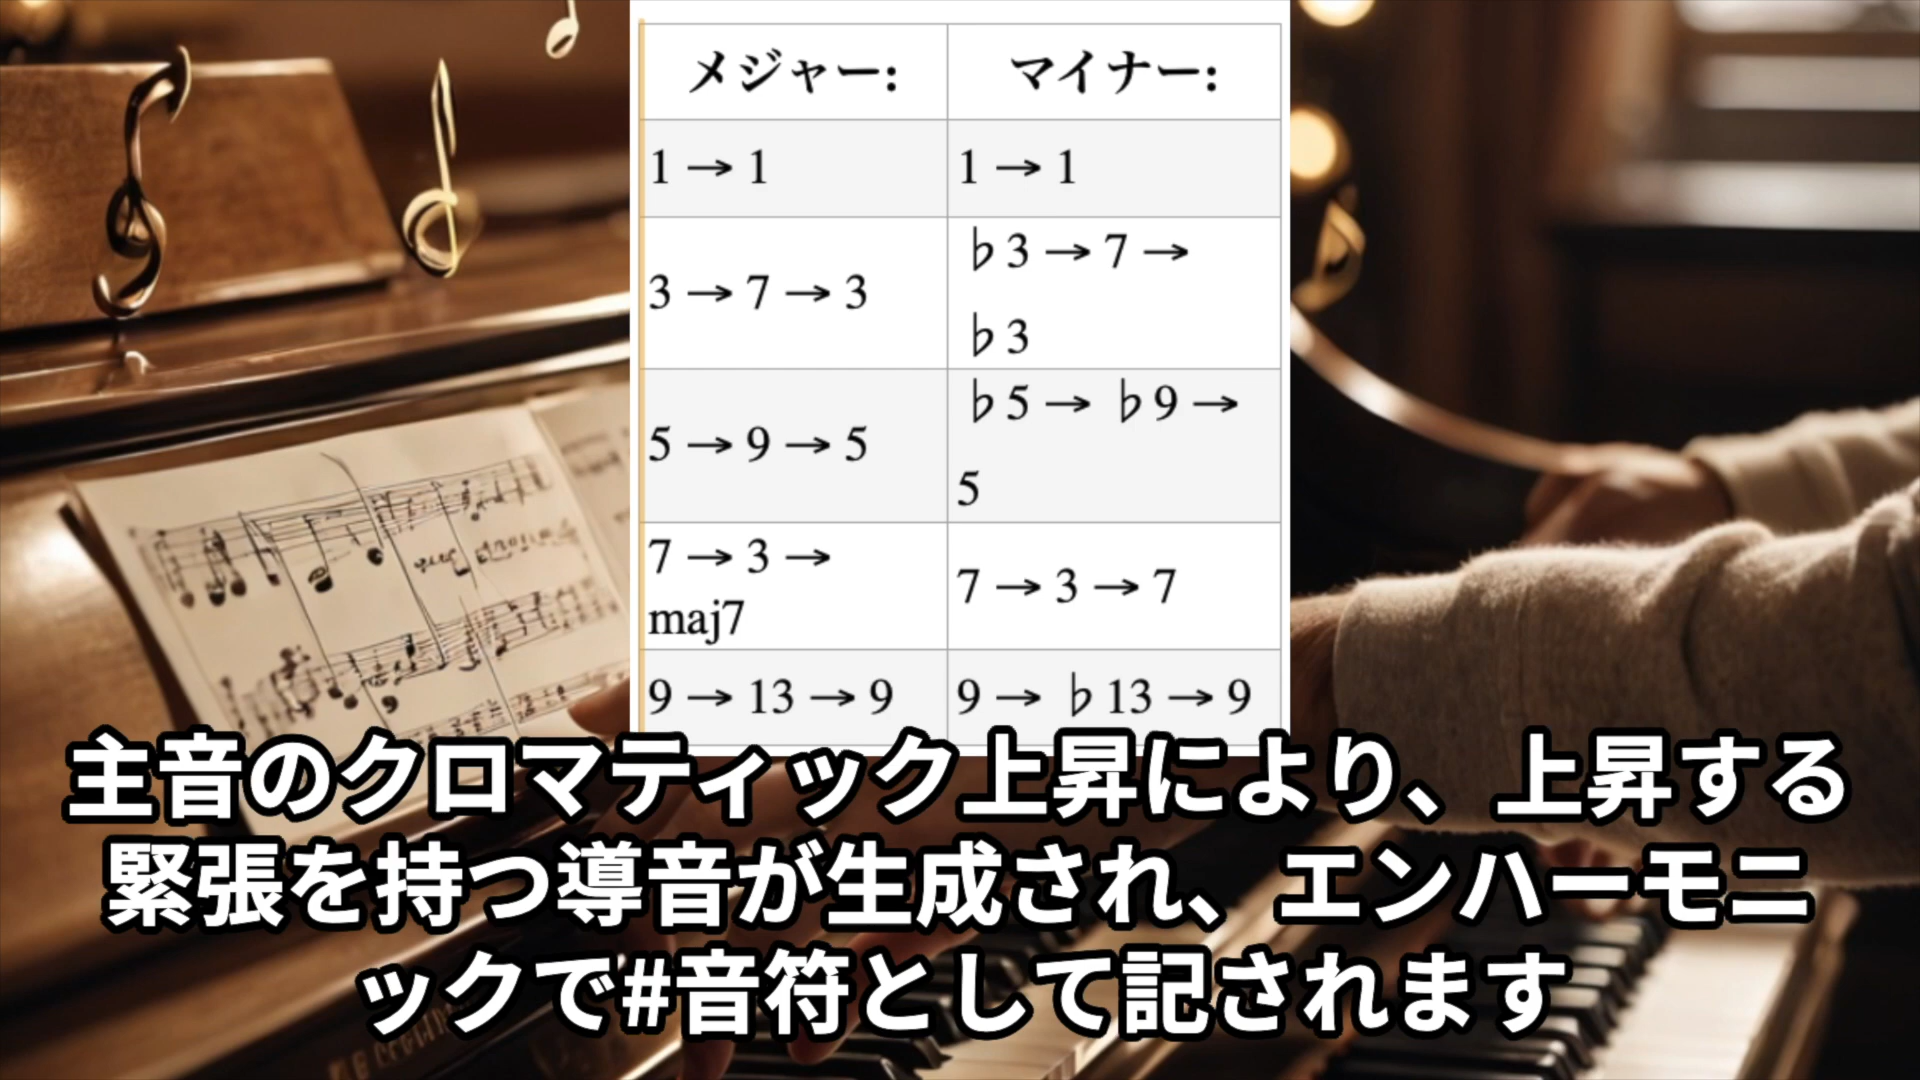 メジャー:
マイナー:
1 → 1
1 → 1
3 → 7 → 3
♭3 → 7 →
♭3
5 → 9 → 5
♭5 → ♭9 →
5
7 → 3 →
maj7
7 → 3 → 7
9 → 13 → 9
9 → ♭13 → 9
主音のクロマティック上昇により、上昇する
緊張を持つ導音が生成され、エンハーモニ
ックで#音符として記されます